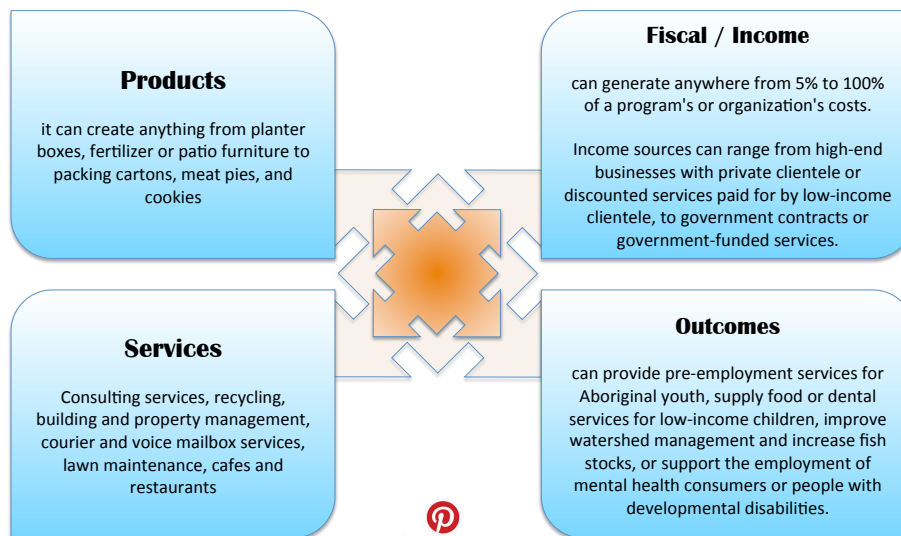 Products
it can create anything from planter
boxes, fertilizer or patio furniture to
packing cartons, meat pies, and
cookies
Fiscal / Income
can generate anywhere from 5% to 100%
of a program's or organization's costs.
Income sources can range from high-end
businesses with private clientele or
discounted services paid for by low-income
clientele, to government contracts or
government-funded services.
Services
Consulting services, recycling,
building and property management,
courier and voice mailbox services,
lawn maintenance, cafes and
restaurants
Outcomes
can provide pre-employment services for
Aboriginal youth, supply food or dental
services for low-income children, improve
watershed management and increase fish
stocks, or support the employment of
mental health consumers or people with
developmental disabilities.